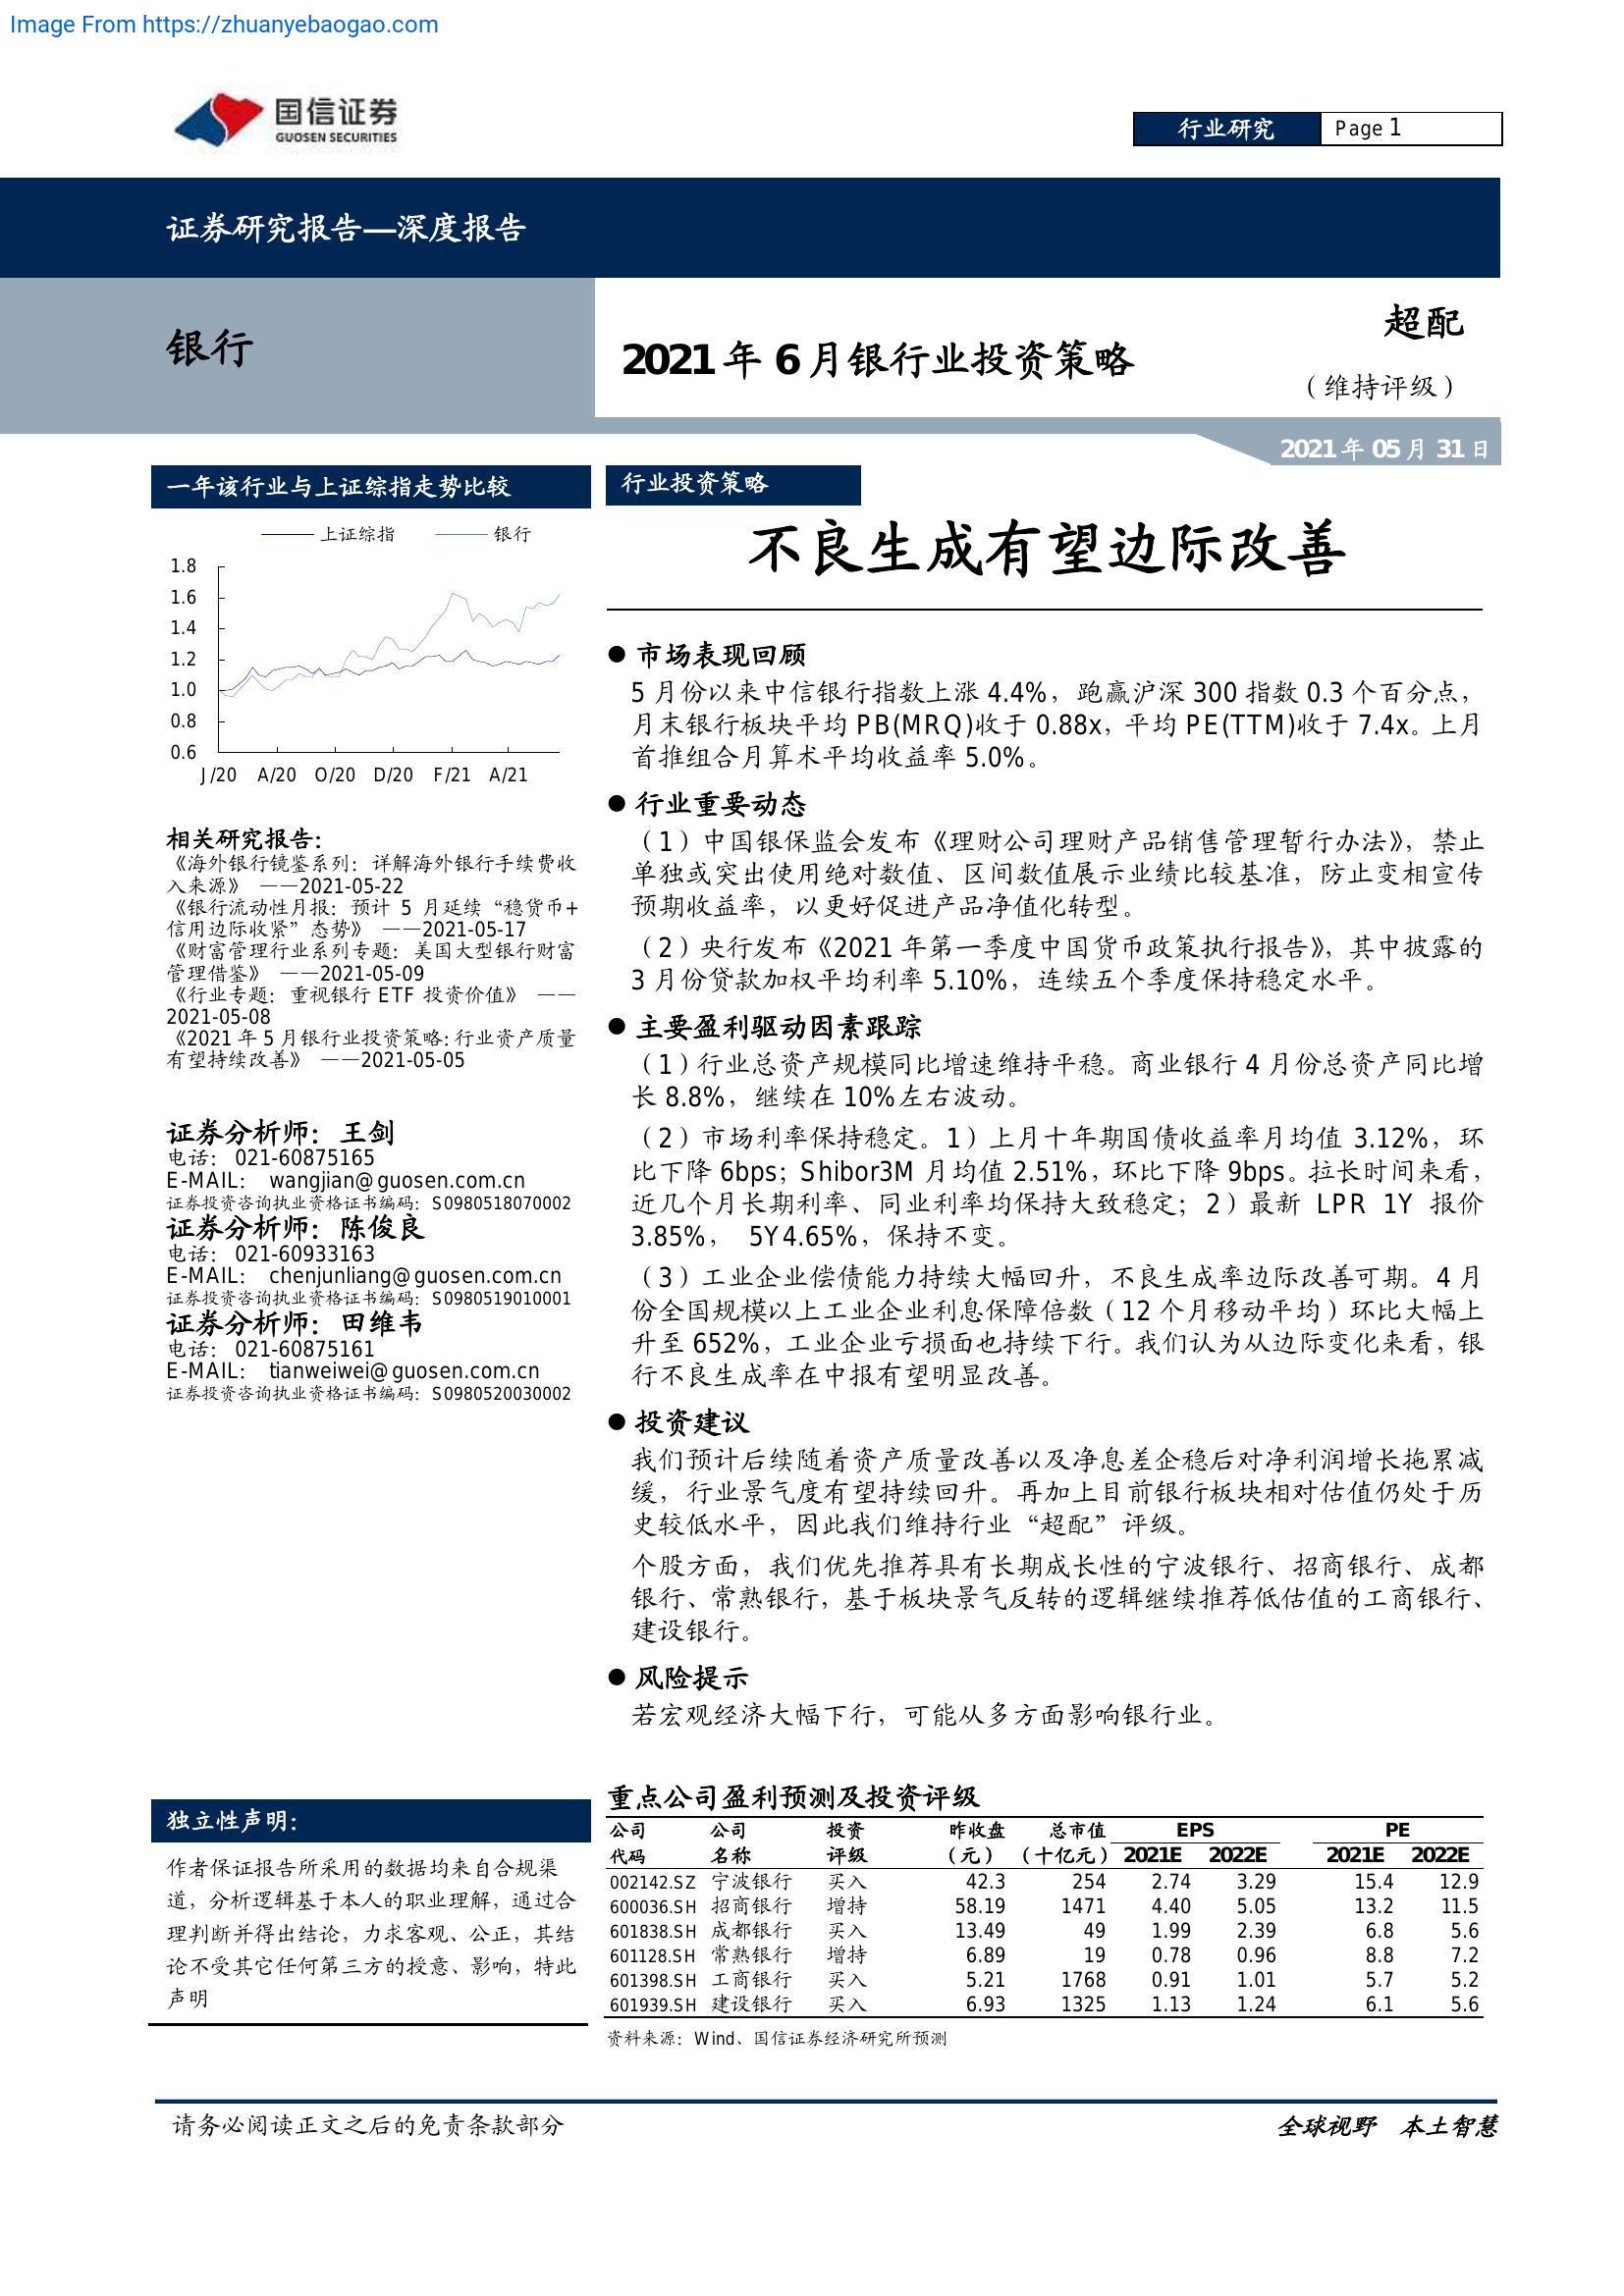 Image From https://zhuanyebaogao.com
国信证券
GUOSEN SECURITIES
行业研究
Page 1
证券研究报告—深度报告
银行
2021年6月银行业投资策略
超配
（维持评级）
2021年05月31日
一年该行业与上证综指走势比较
上证综指 银行
1.8
1.6
1.4
1.2
1.0
0.8
0.6
J/20 A/20 O/20 D/20 F/21 A/21
相关研究报告：
《海外银行镜鉴系列：详解海外银行手续费收
入来源》 ——2021-05-22
《银行流动性月报：预计 5 月延续“稳货币+
信用边际收紧”态势》 ——2021-05-17
《财富管理行业系列专题：美国大型银行财富
管理借鉴》 ——2021-05-09
《行业专题：重视银行 ETF 投资价值》 ——
2021-05-08
《2021 年 5 月银行业投资策略：行业资产质量
有望持续改善》 ——2021-05-05
证券分析师：王剑
电话： 021-60875165
E-MAIL： wangjian@guosen.com.cn
证券投资咨询执业资格证书编码：S0980518070002
证券分析师：陈俊良
电话： 021-60933163
E-MAIL： chenjunliang@guosen.com.cn
证券投资咨询执业资格证书编码：S0980519010001
证券分析师：田维韦
电话： 021-60875161
E-MAIL： tianweiwei@guosen.com.cn
证券投资咨询执业资格证书编码：S0980520030002
独立性声明：
作者保证报告所采用的数据均来自合规渠
道，分析逻辑基于本人的职业理解，通过合
理判断并得出结论，力求客观、公正，其结
论不受其它任何第三方的授意、影响，特此
声明
行业投资策略
不良生成有望边际改善
● 市场表现回顾
5 月份以来中信银行指数上涨 4.4%，跑赢沪深 300 指数 0.3 个百分点，
月末银行板块平均 PB(MRQ)收于 0.88x，平均 PE(TTM)收于 7.4x。上月
首推组合月算术平均收益率 5.0%。
● 行业重要动态
（1）中国银保监会发布《理财公司理财产品销售管理暂行办法》，禁止
单独或突出使用绝对数值、区间数值展示业绩比较基准，防止变相宣传
预期收益率，以更好促进产品净值化转型。
（2）央行发布《2021 年第一季度中国货币政策执行报告》，其中披露的
3 月份贷款加权平均利率 5.10%，连续五个季度保持稳定水平。
● 主要盈利驱动因素跟踪
（1）行业总资产规模同比增速维持平稳。商业银行 4 月份总资产同比增
长 8.8%，继续在 10%左右波动。
（2）市场利率保持稳定。1）上月十年期国债收益率月均值 3.12%，环
比下降 6bps；Shibor3M 月均值 2.51%，环比下降 9bps。拉长时间来看，
近几个月长期利率、同业利率均保持大致稳定；2）最新 LPR 1Y 报价
3.85%， 5Y4.65%，保持不变。
（3）工业企业偿债能力持续大幅回升，不良生成率边际改善可期。4 月
份全国规模以上工业企业利息保障倍数（12 个月移动平均）环比大幅上
升至 652%，工业企业亏损面也持续下行。我们认为从边际变化来看，银
行不良生成率在中报有望明显改善。
● 投资建议
我们预计后续随着资产质量改善以及净息差企稳后对净利润增长拖累减
缓，行业景气度有望持续回升。再加上目前银行板块相对估值仍处于历
史较低水平，因此我们维持行业“超配”评级。
个股方面，我们优先推荐具有长期成长性的宁波银行、招商银行、成都
银行、常熟银行，基于板块景气反转的逻辑继续推荐低估值的工商银行、
建设银行。
● 风险提示
若宏观经济大幅下行，可能从多方面影响银行业。
重点公司盈利预测及投资评级
公司 公司 投资 昨收盘 总市值 EPS PE
代码 名称 评级 （元） （十亿元） 2021E 2022E 2021E 2022E
002142.SZ 宁波银行 买入 42.3 254 2.74 3.29 15.4 12.9
600036.SH 招商银行 增持 58.19 1471 4.40 5.05 13.2 11.5
601838.SH 成都银行 买入 13.49 49 1.99 2.39 6.8 5.6
601128.SH 常熟银行 增持 6.89 19 0.78 0.96 8.8 7.2
601398.SH 工商银行 买入 5.21 1768 0.91 1.01 5.7 5.2
601939.SH 建设银行 买入 6.93 1325 1.13 1.24 6.1 5.6
资料来源：Wind、国信证券经济研究所预测
请务必阅读正文之后的免责条款部分
全球视野 本土智慧